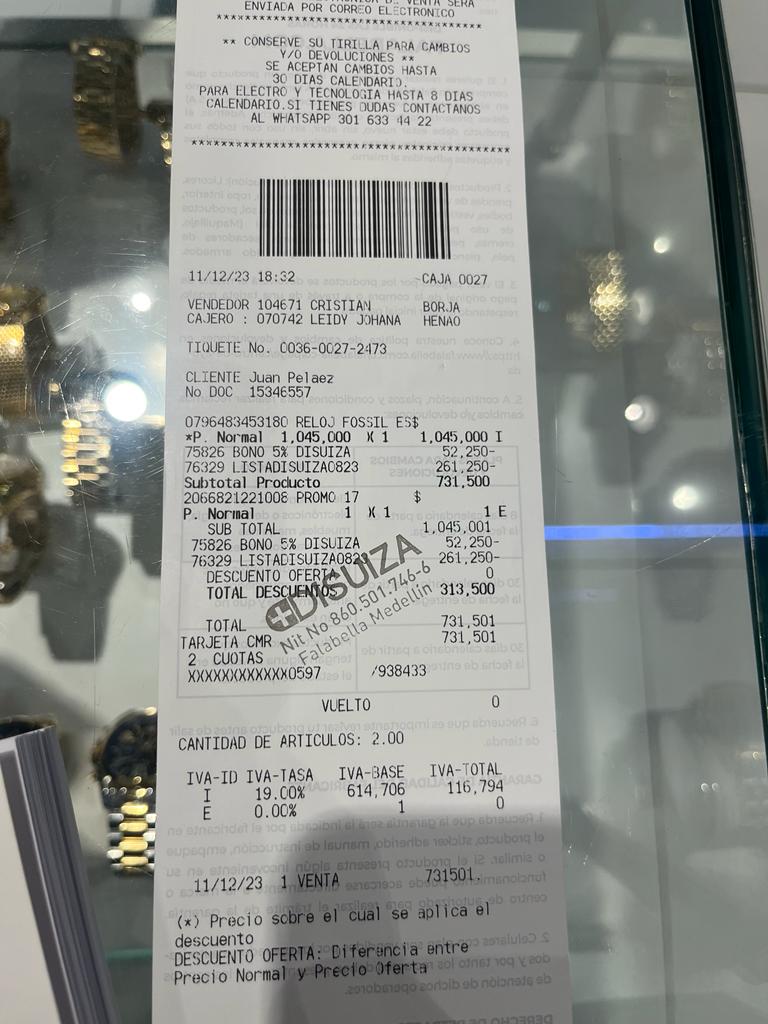 VENTA SERA
ENVIADA POR CORREO ELECTRONICO
****************************************
** CONSERVE SU TIRILLA PARA CAMBIOS
Y/O DEVOLUCIONES **
SE ACEPTAN CAMBIOS HASTA
30 DIAS CALENDARIO.
PARA ELECTRO Y TECNOLOGIA HASTA 8 DIAS
CALENDARIO.SI TIENES DUDAS CONTACTANOS
AL WHATSAPP 301 633 44 22
****************************************
11/12/23 18:32 CAJA 0027
VENDEDOR 104671 CRISTIAN BORJA
CAJERO : 070742 LEIDY JOHANA HENAO
TIQUETE No. 0036-0027-2473
CLIENTE Juan Pelaez
No DOC 15346557
0796483453180 RELOJ FOSSIL ES$
*P. Normal 1,045,000 X 1 1,045,000 I
75826 BONO 5% DISUIZA 52,250-
76329 LISTADISUIZA0823 261,250-
Subtotal Producto 731,500
2066821221008 PROMO 17 $
P. Normal 1 X 1 1 E
SUB TOTAL 1,045,001
75826 BONO 5% DISUIZA 52,250-
76329 LISTADISUIZA0823 261,250-
DESCUENTO OFERTA 0
TOTAL DESCUENTOS 313,500
DISUIZA
Nit No 860.501.746-6
Falabella Medellin
TOTAL 731,501
TARJETA CMR 731,501
2 CUOTAS
XXXXXXXXXXXX0597 /938433
VUELTO 0
CANTIDAD DE ARTICULOS: 2.00
IVA-ID IVA-TASA IVA-BASE IVA-TOTAL
I 19.00% 614,706 116,794
E 0.00% 1 0
11/12/23 1 VENTA 731501.
(*) Precio sobre el cual se aplica el
descuento
DESCUENTO OFERTA: Diferencia entre
Precio Normal y Precio Oferta